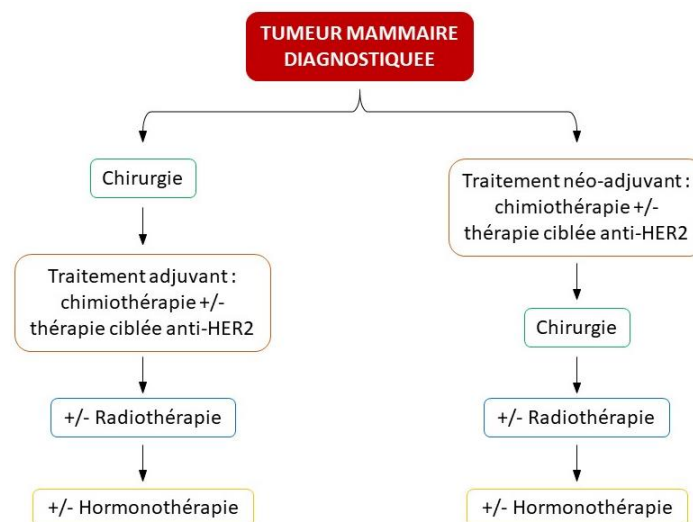 TUMEUR MAMMAIRE
DIAGNOSTIQUEE
Chirurgie
Traitement adjuvant :
chimiothérapie +/-
thérapie ciblée anti-HER2
+/- Radiothérapie
+/- Hormonothérapie
Traitement néo-adjuvant :
chimiothérapie +/-
thérapie ciblée anti-HER2
Chirurgie
+/- Radiothérapie
+/- Hormonothérapie